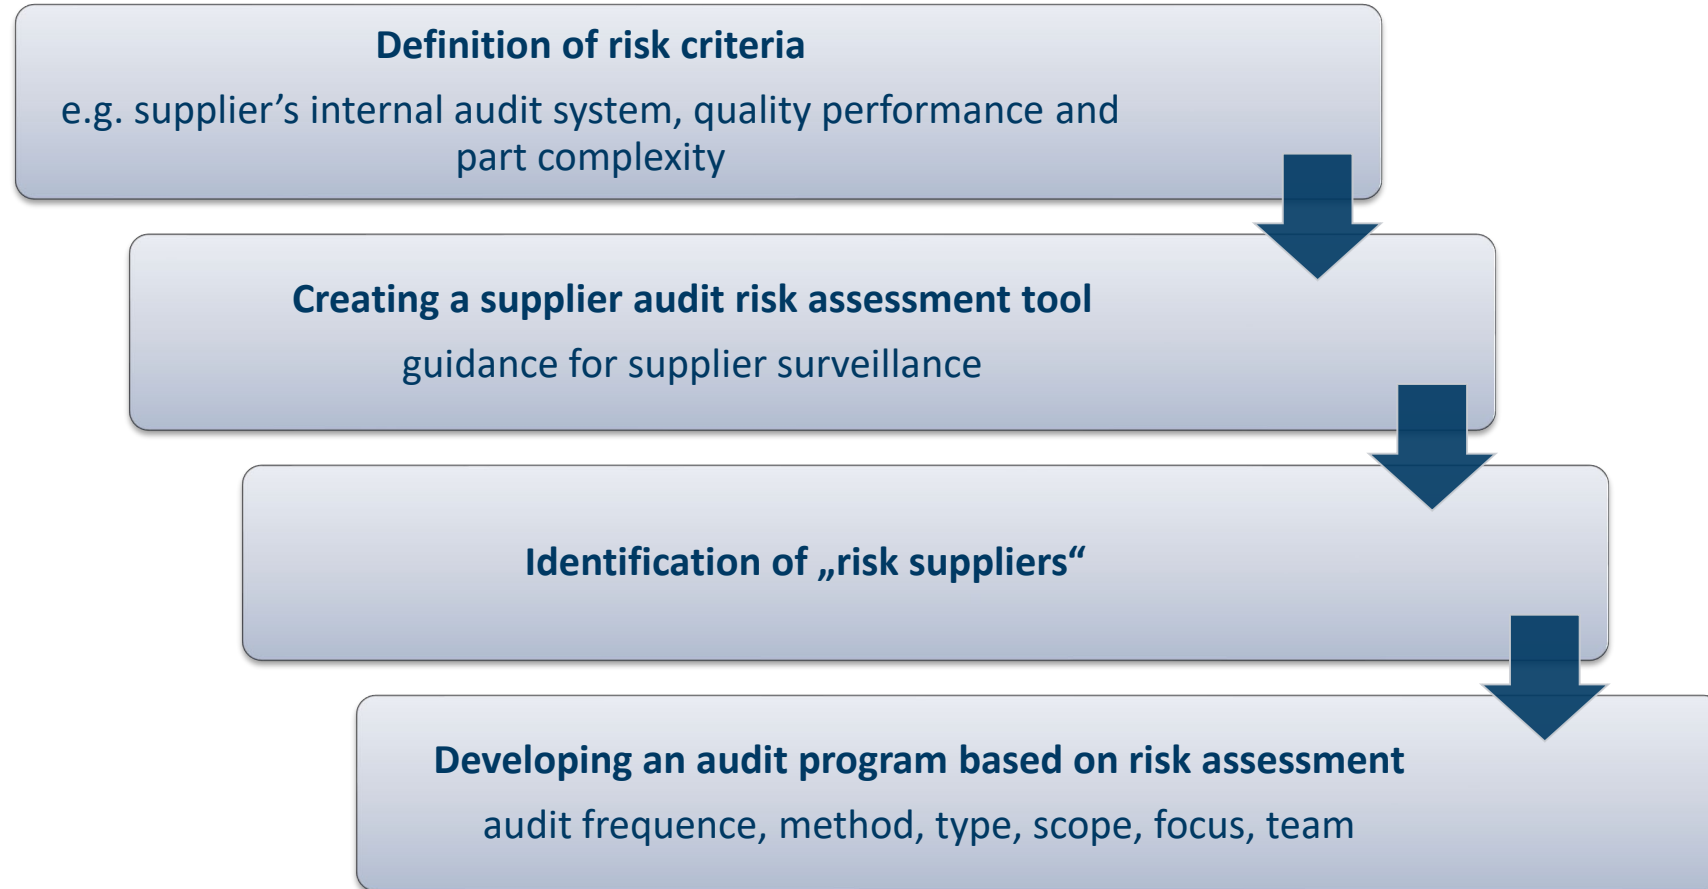 Definition of risk criteria
e.g. supplier’s internal audit system, quality performance and
part complexity
Creating a supplier audit risk assessment tool
guidance for supplier surveillance
Identification of „risk suppliers“
Developing an audit program based on risk assessment
audit frequence, method, type, scope, focus, team